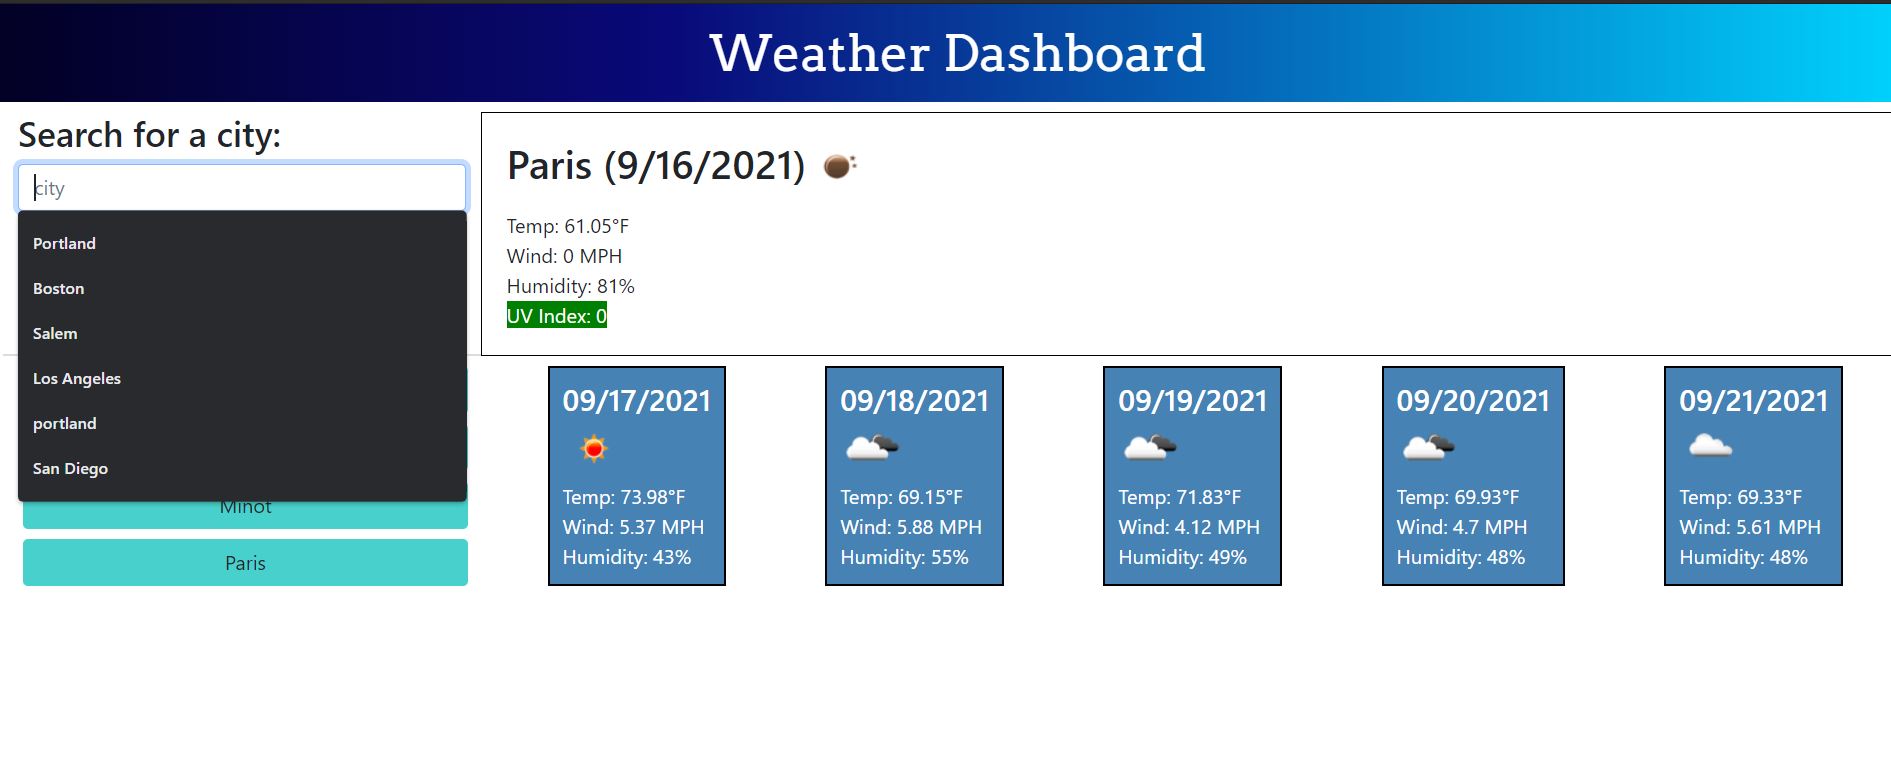 Weather Dashboard
Search for a city:
city
Portland
Boston
Salem
Los Angeles
portland
San Diego
Minot
Paris
Paris (9/16/2021)
Temp: 61.05°F
Wind: 0 MPH
Humidity: 81%
UV Index: 0
09/17/2021
Temp: 73.98°F
Wind: 5.37 MPH
Humidity: 43%
09/18/2021
Temp: 69.15°F
Wind: 5.88 MPH
Humidity: 55%
09/19/2021
Temp: 71.83°F
Wind: 4.12 MPH
Humidity: 49%
09/20/2021
Temp: 69.93°F
Wind: 4.7 MPH
Humidity: 48%
09/21/2021
Temp: 69.33°F
Wind: 5.61 MPH
Humidity: 48%